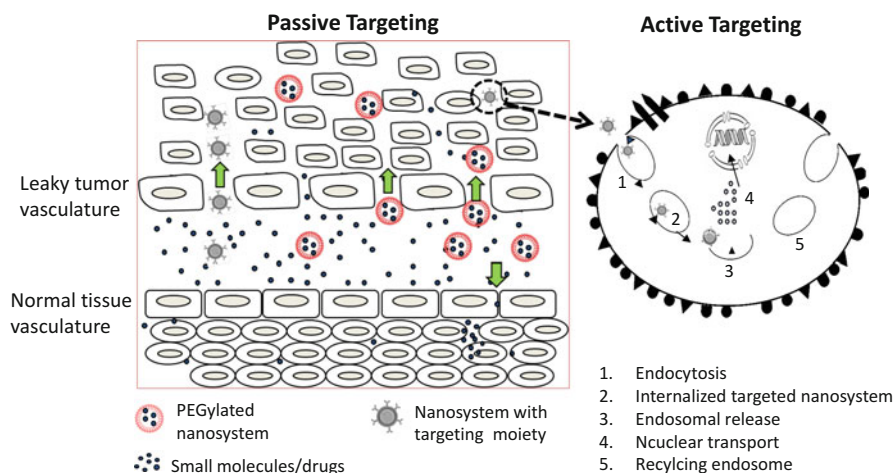 Passive Targeting
Active Targeting
Leaky tumor
vasculature
Normal tissue
vasculature
1
2
3
4
5
PEGylated
nanosystem
Nanosystem with
targeting moiety
Small molecules/drugs
1. Endocytosis
2. Internalized targeted nanosystem
3. Endosomal release
4. Ncuclear transport
5. Recylcing endosome